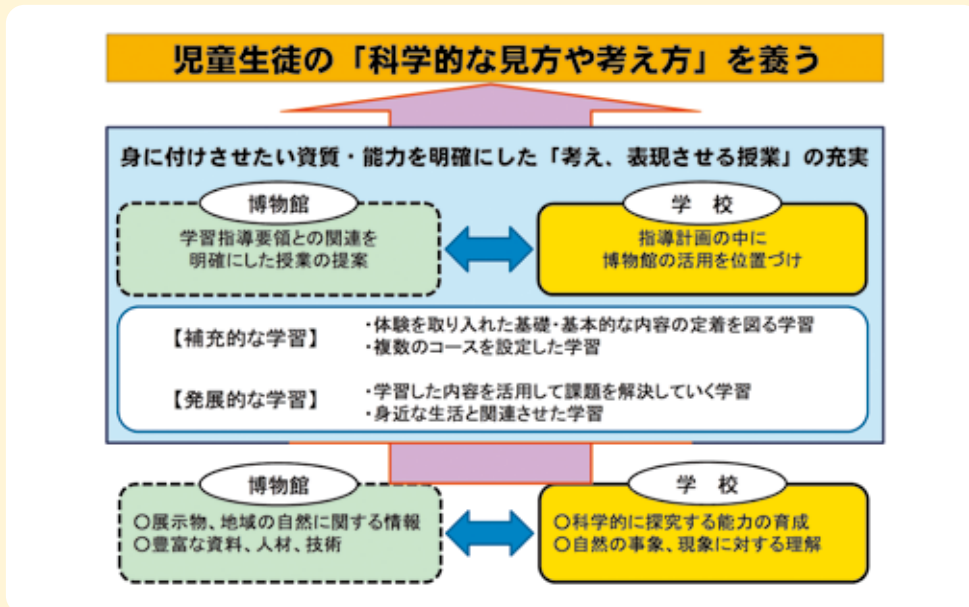 児童生徒の「科学的な見方や考え方」を養う
身に付けさせたい資質・能力を明確にした「考え、表現させる授業」の充実
博物館
学習指導要領との関連を
明確にした授業の提案
学　校
指導計画の中に
博物館の活用を位置づけ
【補充的な学習】
・体験を取り入れた基礎・基本的な内容の定着を図る学習
・複数のコースを設定した学習
【発展的な学習】
・学習した内容を活用して課題を解決していく学習
・身近な生活と関連させた学習
博物館
○展示物、地域の自然に関する情報
○豊富な資料、人材、技術
学　校
○科学的に探究する能力の育成
○自然の事象、現象に対する理解